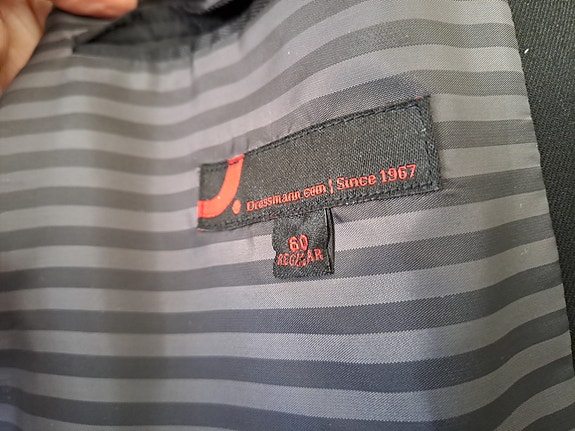 Dressmann.com | Since 1967
60
REGULAR